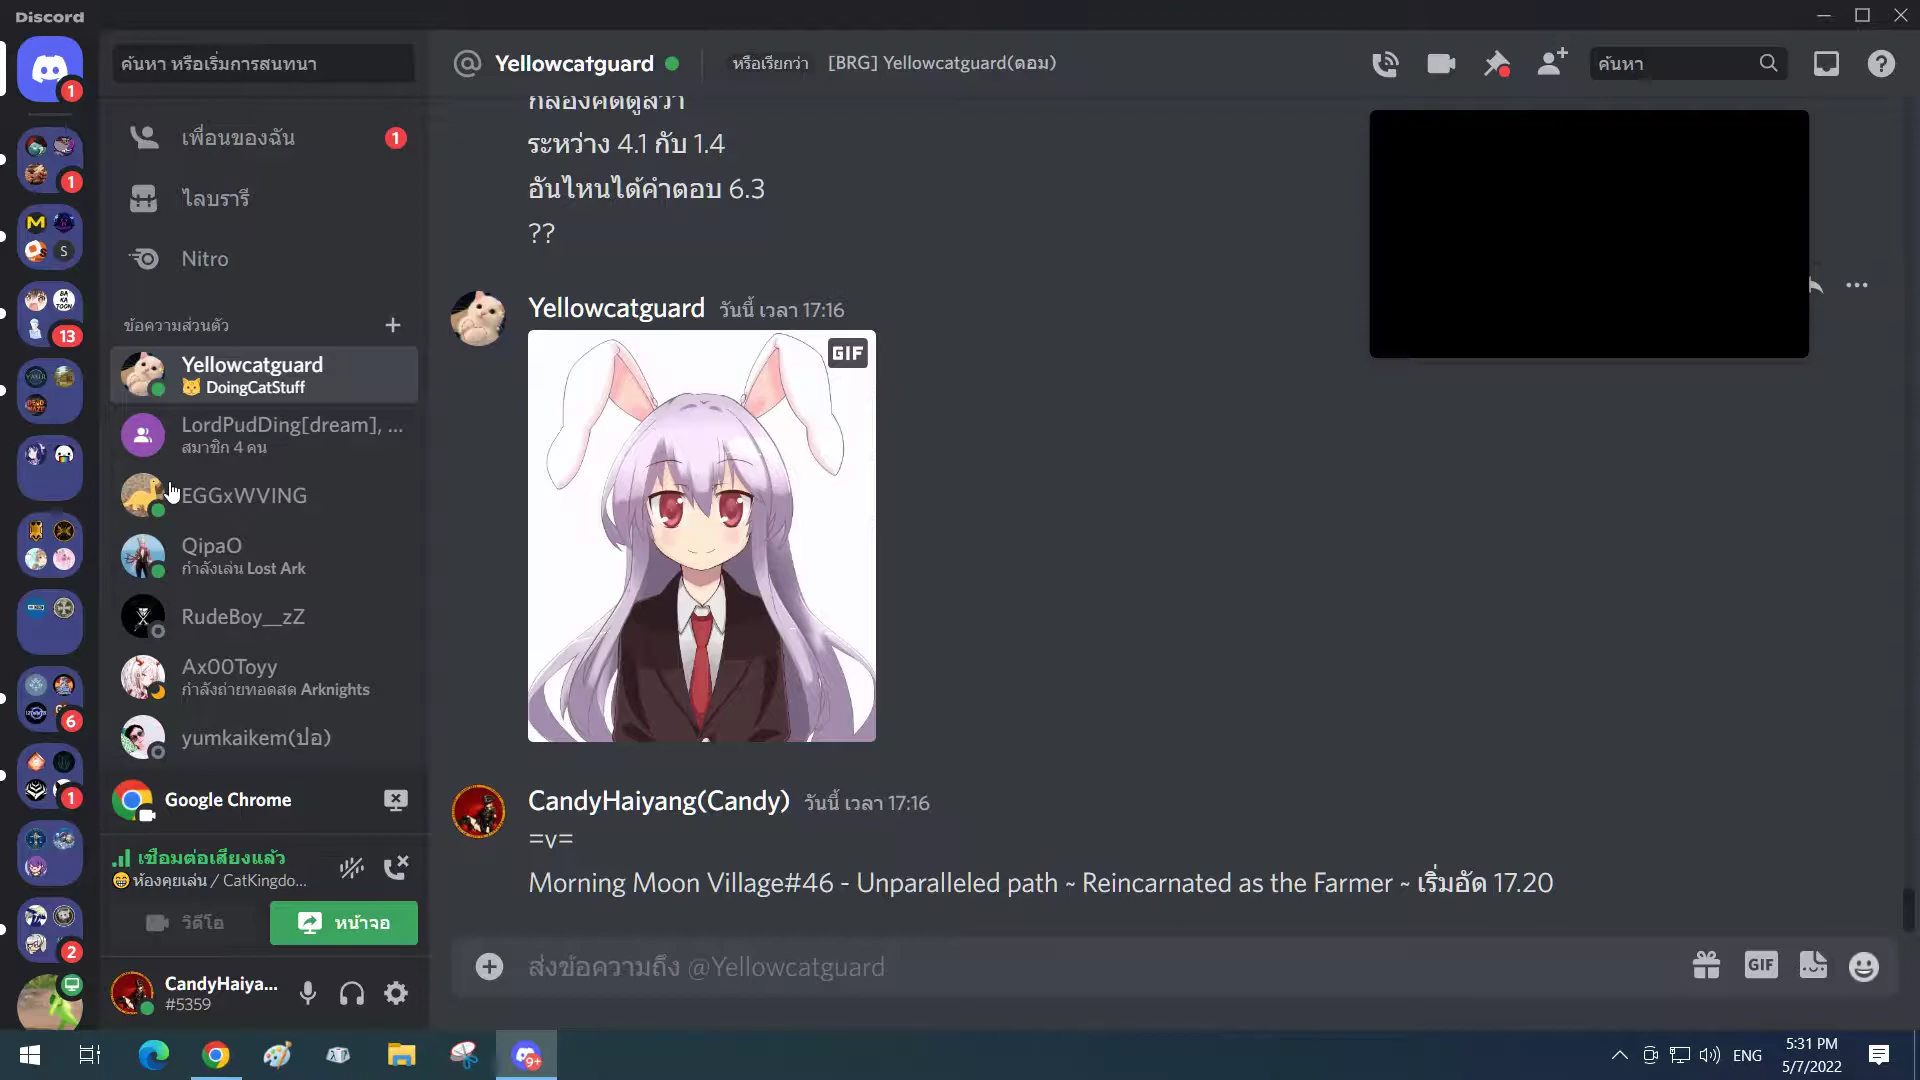 Discord
1
ค้นหา หรือเริ่มการสนทนา
Yellowcatguard
หรือเรียกว่า
[BRG] Yellowcatguard(ดอม)
ค้นหา
เพื่อนของฉัน
1
ไลบรารี
Nitro
ข้อความส่วนตัว
Yellowcatguard
DoingCatStuff
LordPudDing[dream], ...
สมาชิก 4 คน
EGGxWVING
QipaO
กำลังเล่น Lost Ark
RudeBoy__zZ
Ax00Toyy
กำลังถ่ายทอดสด Arknights
yumkaikem(ปอ)
Google Chrome
เชื่อมต่อเสียงแล้ว
ห้องคุยเล่น / CatKingdo...
วิดีโอ
หน้าจอ
CandyHaiya...
#5359
1
M
S
13
6
1
2
ระหว่าง 4.1 กับ 1.4
อันไหนได้คำตอบ 6.3
??
Yellowcatguard วันนี้ เวลา 17:16
GIF
CandyHaiyang(Candy) วันนี้ เวลา 17:16
=v=
Morning Moon Village#46 - Unparalleled path ~ Reincarnated as the Farmer ~ เริ่มอัด 17.20
ส่งข้อความถึง @Yellowcatguard
GIF
9+
ENG
5:31 PM
5/7/2022